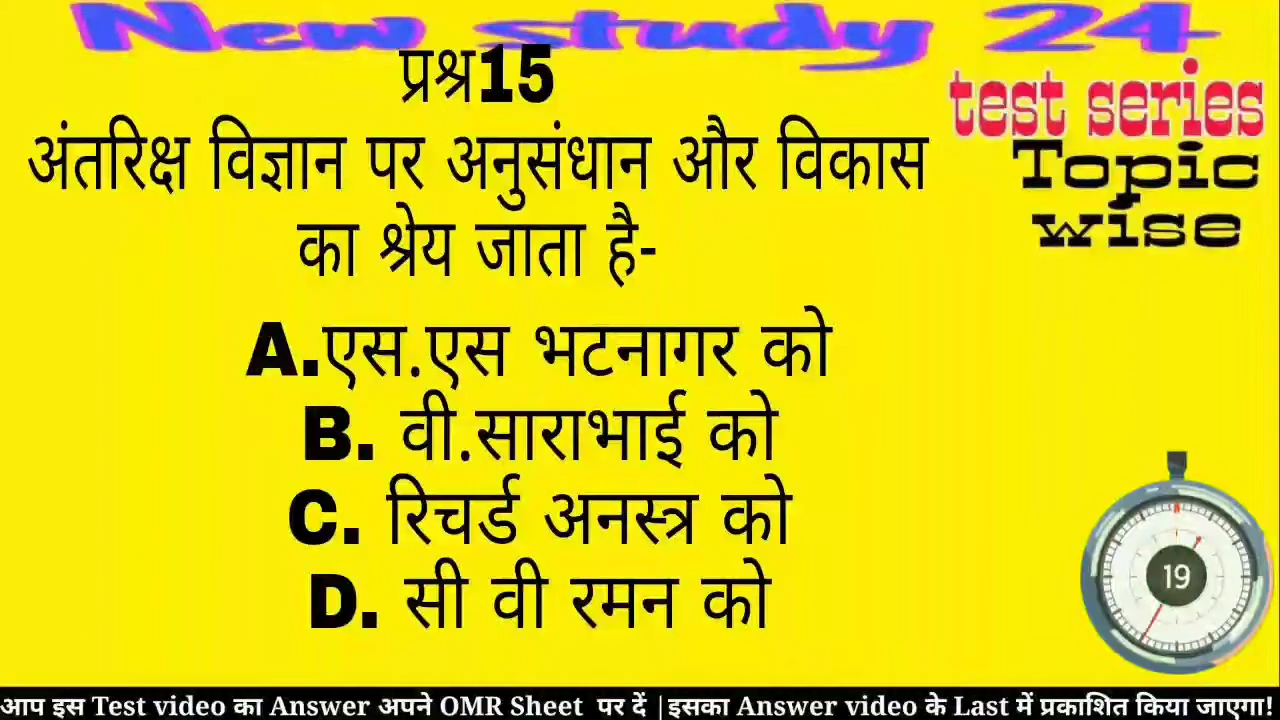 New study 24
प्रश्न15
test series
Topic
wise
अंतरिक्ष विज्ञान पर अनुसंधान और विकास
का श्रेय जाता है-
A.एस.एस भटनागर को
B. वी.साराभाई को
C. रिचर्ड अनस्त्र को
D. सी वी रमन को
19
आप इस Test video का Answer अपने OMR Sheet पर दें |इसका Answer video के Last में प्रकाशित किया जाएगा!